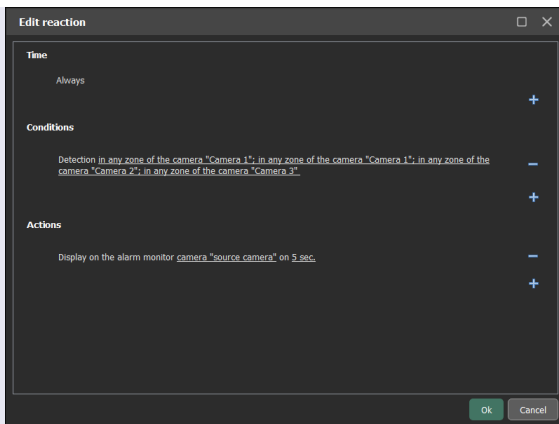 Edit reaction
Time
Always
Conditions
Detection in any zone of the camera "Camera 1"; in any zone of the camera "Camera 1"; in any zone of the
camera "Camera 2"; in any zone of the camera "Camera 3"
Actions
Display on the alarm monitor camera "source camera" on 5 sec.
Ok Cancel